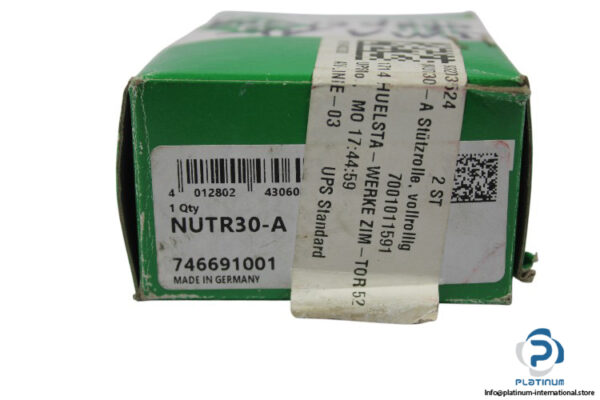 4 012802 43060
1 Qty
NUTR30-A
746691001
MADE IN GERMANY
2 ST
A Stützrolle, vollrollig
7001011591
HUELSTA-WERKE ZIM-TOR 52
MO 17:44:59
UPS Standard
PLATINUM
Info@platinum-international.store